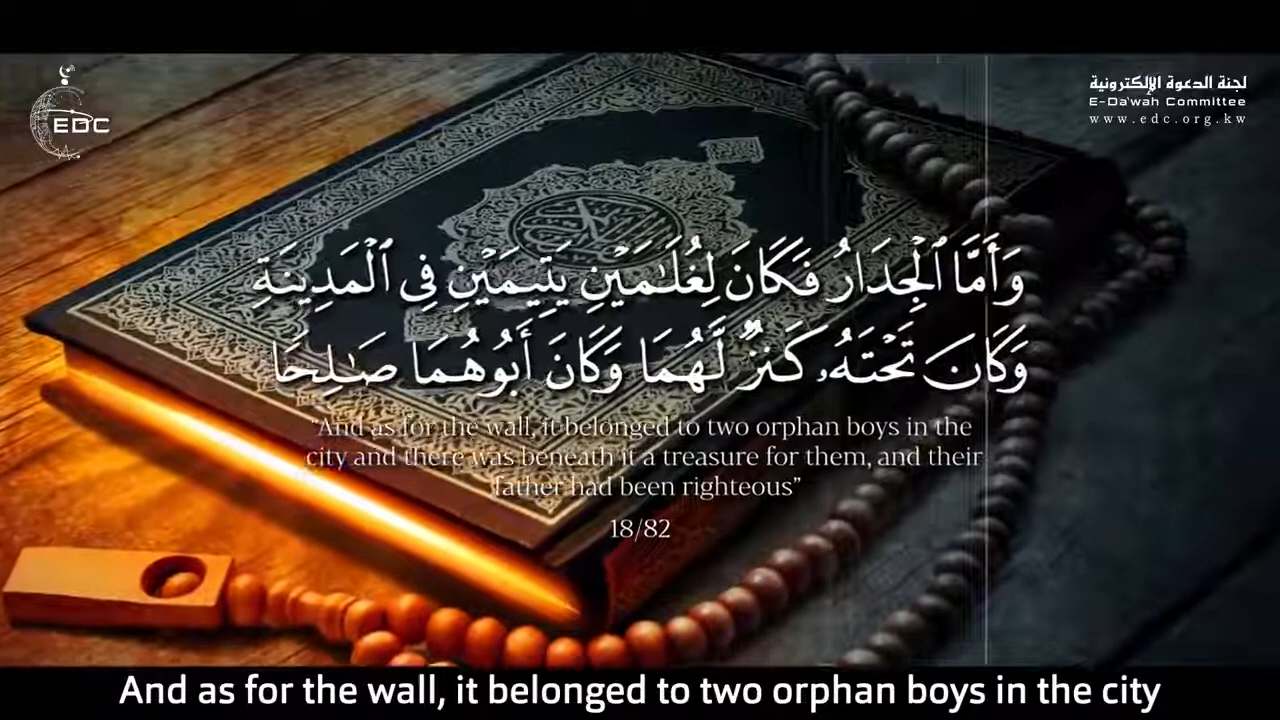 EDC
لجنة الدعوة الإلكترونية
E-Da'wah Committee
www.edc.org.kw
وَأَمَّا ٱلْجِدَارُ فَكَانَ لِغُلَـٰمَيْنِ يَتِيمَيْنِ فِى ٱلْمَدِينَةِ
وَكَانَ تَحْتَهُۥ كَنزٌ لَّهُمَا وَكَانَ أَبُوهُمَا صَـٰلِحًا
"And as for the wall, it belonged to two orphan boys in the
city and there was beneath it a treasure for them, and their
father had been righteous"
18/82
And as for the wall, it belonged to two orphan boys in the city